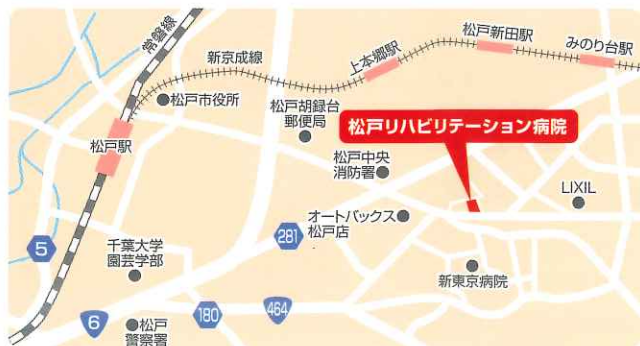 常磐線
新京成線
上本郷駅
松戸新田駅
みのり台駅
松戸市役所
松戸胡録台
郵便局
松戸リハビリテーション病院
松戸駅
松戸中央
消防署
LIXIL
オートバックス
松戸店
281
5
千葉大学
園芸学部
新東京病院
6
180
464
松戸
警察署